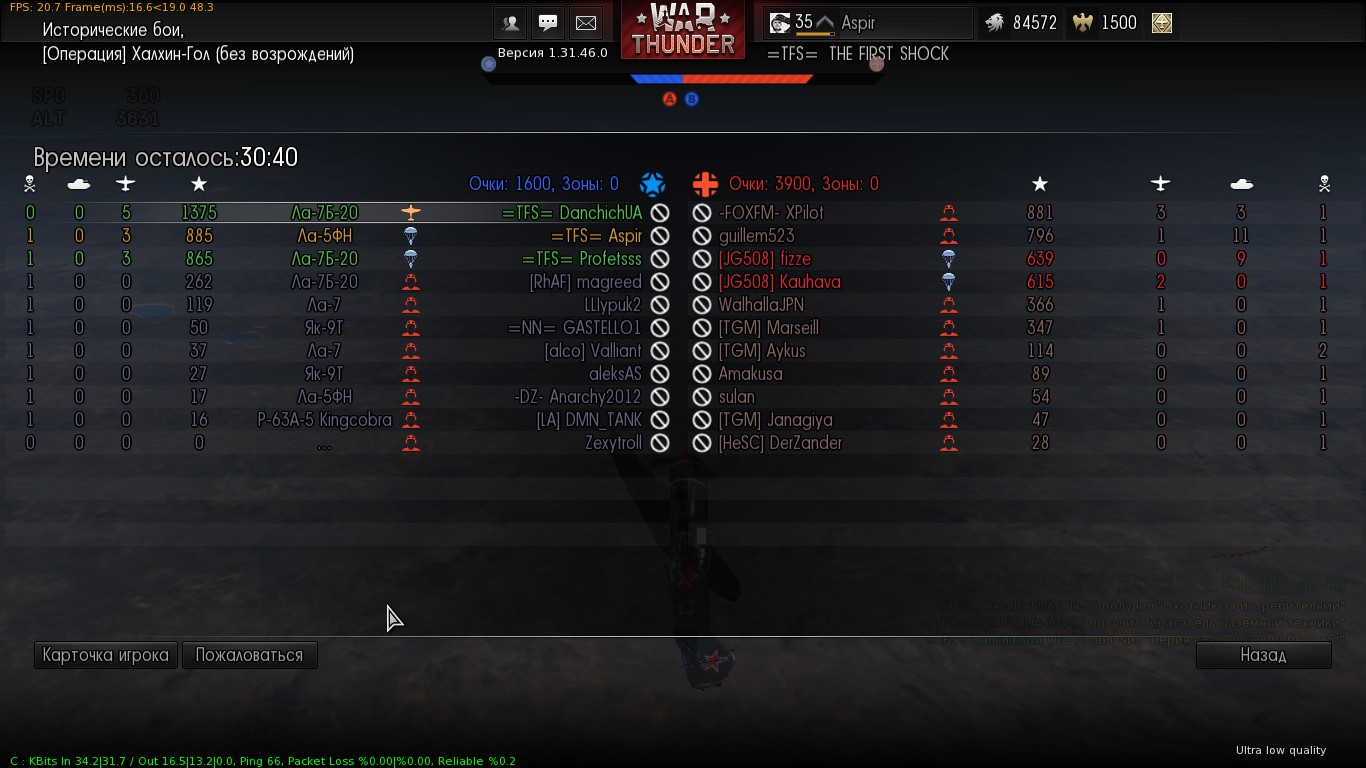 FPS: 20.7 Frame(ms):16.6<19.0 48.3
Исторические бои,
[Операция] Халхин-Гол (без возрождений)
Версия 1.31.46.0
WAR THUNDER
35 Aspir
84572 1500
=TFS= THE FIRST SHOCK
A B
SPD 360
ALT 3631
Времени осталось:30:40
Очки: 1600, Зоны: 0 Очки: 3900, Зоны: 0
0 0 5 1375 Ла-7Б-20 =TFS= DanchichUA -FOXFM- XPilot 881 3 3 1
1 0 3 885 Ла-5ФН =TFS= Aspir guillem523 796 1 11 1
1 0 3 865 Ла-7Б-20 =TFS= Profetsss [JG508] fizze 639 0 9 1
1 0 0 262 Ла-7Б-20 [RhAF] magreed [JG508] Kauhava 615 2 0 1
1 0 0 119 Ла-7 LLlypuk2 WalhallaJPN 366 1 0 1
1 0 0 50 Як-9Т =NN= GASTELLO1 [TGM] Marseill 347 1 0 1
1 0 0 37 Ла-7 [alco] Valliant [TGM] Aykus 114 0 0 2
1 0 0 27 Як-9Т aleksAS Amakusa 89 0 0 1
1 0 0 17 Ла-5ФН -DZ- Anarchy2012 sulan 54 0 0 1
1 0 0 16 P-63A-5 Kingcobra [LA] DMN_TANK [TGM] Janagiya 47 0 0 1
0 0 0 0 ... Zexytroll [HeSC] DerZander 28 0 0 1
Карточка игрока Пожаловаться Назад
Ultra low quality
C : KBits In 34.2|31.7 / Out 16.5|13.2|0.0, Ping 66, Packet Loss %0.00|%0.00, Reliable %0.2